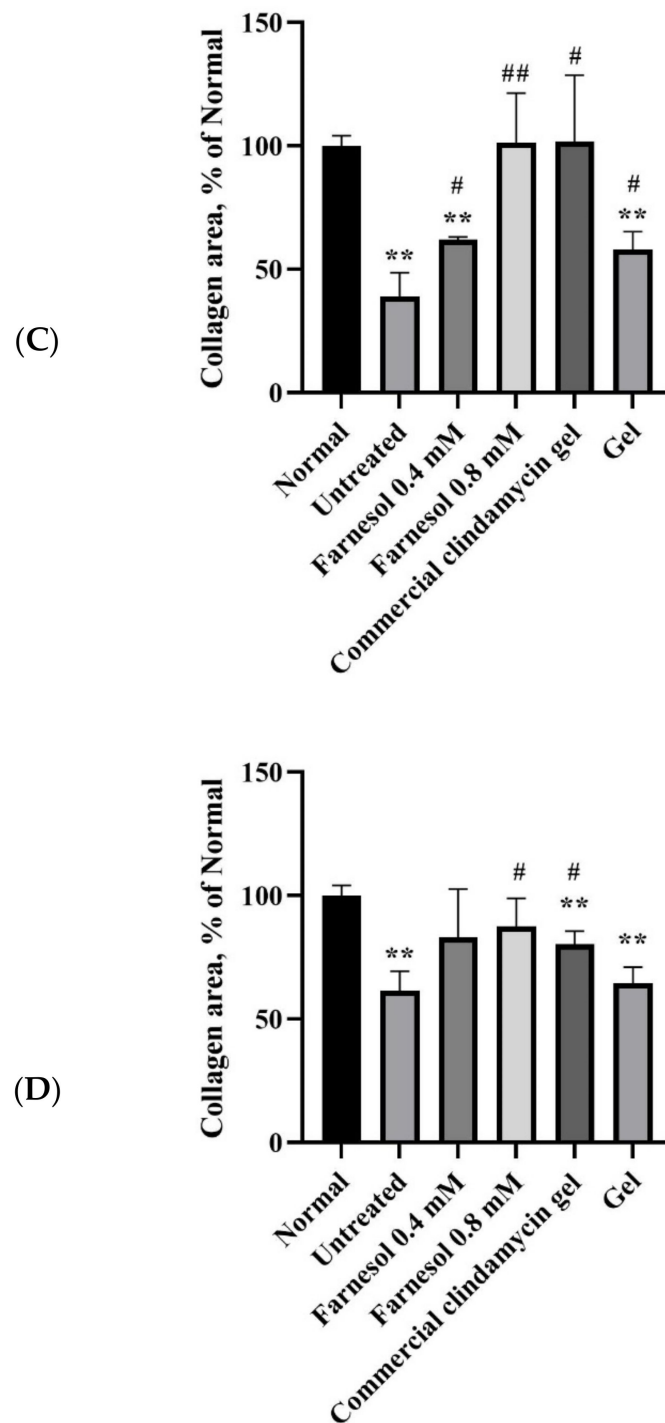 (C)
Collagen area, % of Normal
150
100
50
0
**
#
**
##
#
#
**
Normal
Untreated
Farnesol 0.4 mM
Farnesol 0.8 mM
Commercial clindamycin gel
Gel
(D)
Collagen area, % of Normal
150
100
50
0
**
#
#
**
**
Normal
Untreated
Farnesol 0.4 mM
Farnesol 0.8 mM
Commercial clindamycin gel
Gel